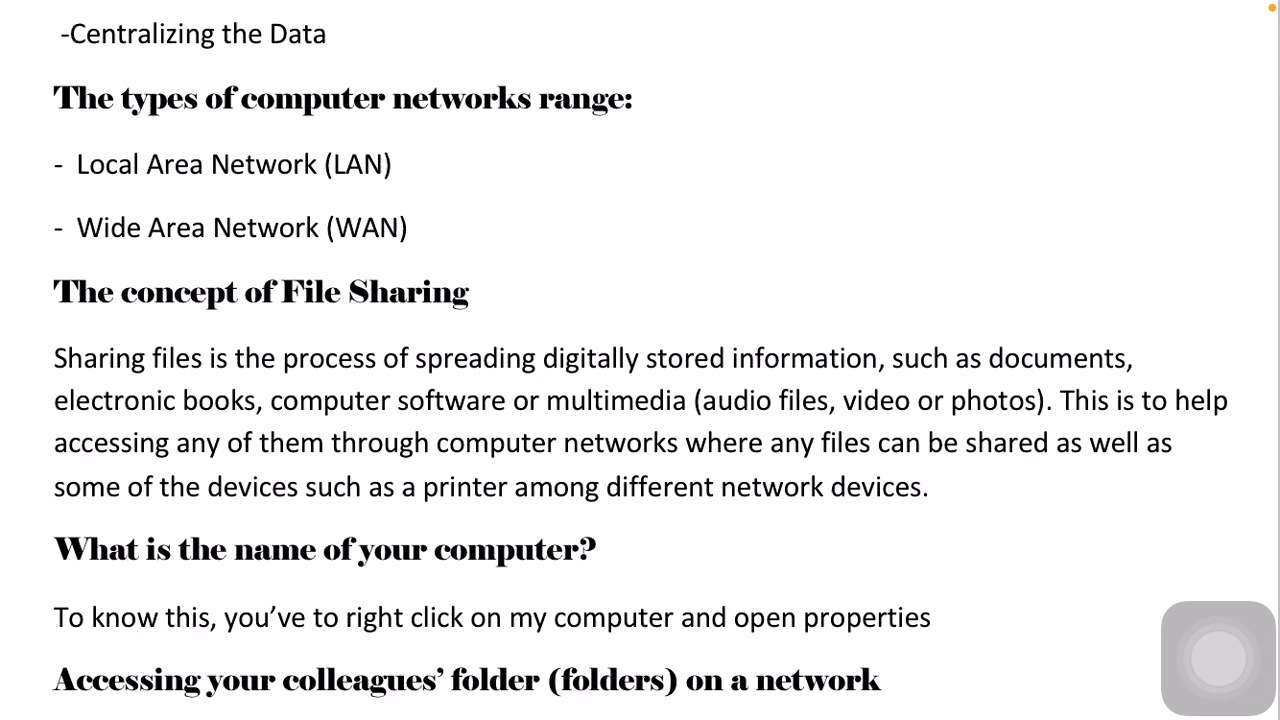 -Centralizing the Data
The types of computer networks range:
- Local Area Network (LAN)
- Wide Area Network (WAN)
The concept of File Sharing
Sharing files is the process of spreading digitally stored information, such as documents,
electronic books, computer software or multimedia (audio files, video or photos). This is to help
accessing any of them through computer networks where any files can be shared as well as
some of the devices such as a printer among different network devices.
What is the name of your computer?
To know this, you’ve to right click on my computer and open properties
Accessing your colleagues’ folder (folders) on a network